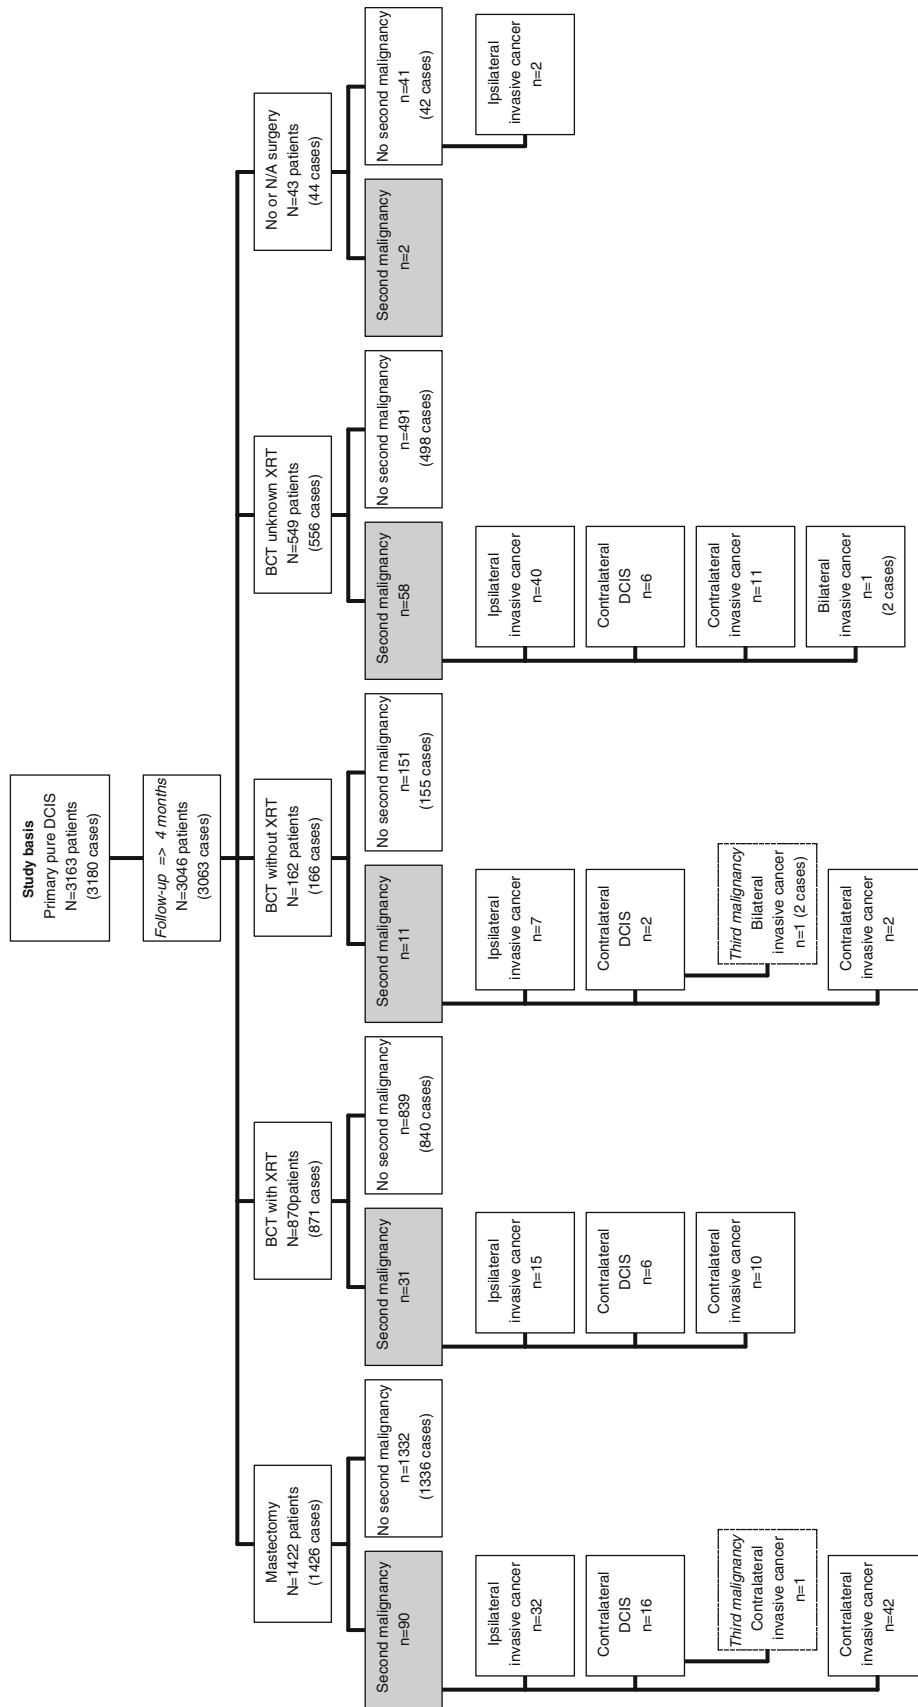 Study basis
Primary pure DCIS
N=3163 patients
(3180 cases)
Follow-up => 4 months
N=3046 patients
(3063 cases)
Mastectomy
N=1422 patients
(1426 cases)
Second malignancy
n=90
No second malignancy
n=1332
(1336 cases)
Ipsilateral
invasive cancer
n=32
Contralateral
DCIS
n=16
Third malignancy
Contralateral
invasive cancer
n=1
Contralateral
invasive cancer
n=42
BCT with XRT
N=870patients
(871 cases)
Second malignancy
n=31
No second malignancy
n=839
(840 cases)
Ipsilateral
invasive cancer
n=15
Contralateral
DCIS
n=6
Contralateral
invasive cancer
n=10
BCT without XRT
N=162 patients
(166 cases)
Second malignancy
n=11
No second malignancy
n=151
(155 cases)
Ipsilateral
invasive cancer
n=7
Contralateral
DCIS
n=2
Third malignancy
Bilateral
invasive cancer
n=1 (2 cases)
Contralateral
invasive cancer
n=2
BCT unknown XRT
N=549 patients
(556 cases)
Second malignancy
n=58
No second malignancy
n=491
(498 cases)
Ipsilateral
invasive cancer
n=40
Contralateral
DCIS
n=6
Contralateral
invasive cancer
n=11
Bilateral
invasive cancer
n=1
(2 cases)
No or N/A surgery
N=43 patients
(44 cases)
Second malignancy
n=2
No second malignancy
n=41
(42 cases)
Ipsilateral
invasive cancer
n=2